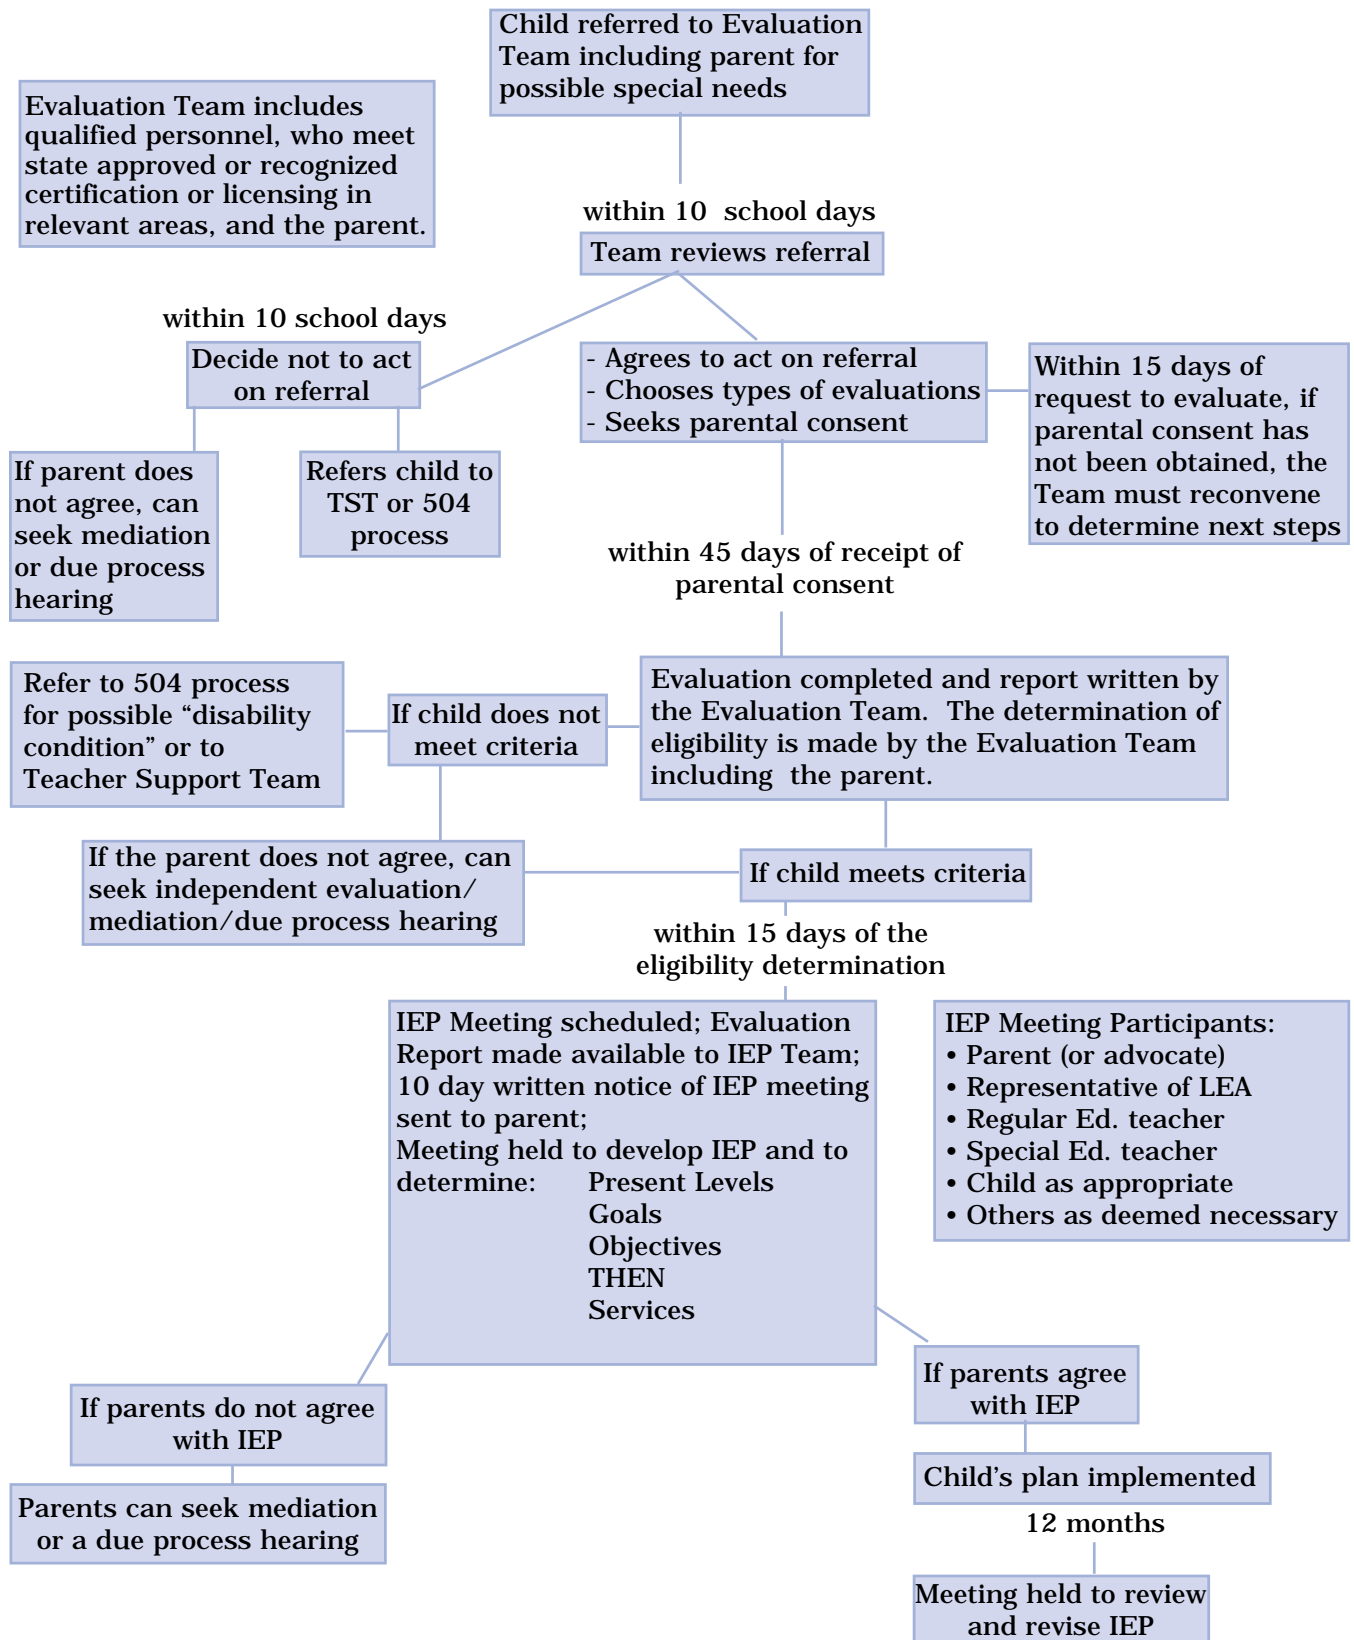 Child referred to Evaluation
Team including parent for
possible special needs
Evaluation Team includes
qualified personnel, who meet
state approved or recognized
certification or licensing in
relevant areas, and the parent.
within 10 school days
Team reviews referral
within 10 school days
Decide not to act
on referral
- Agrees to act on referral
- Chooses types of evaluations
- Seeks parental consent
Within 15 days of
request to evaluate, if
parental consent has
not been obtained, the
Team must reconvene
to determine next steps
If parent does
not agree, can
seek mediation
or due process
hearing
Refers child to
TST or 504
process
within 45 days of receipt of
parental consent
Refer to 504 process
for possible “disability
condition” or to
Teacher Support Team
If child does not
meet criteria
Evaluation completed and report written by
the Evaluation Team. The determination of
eligibility is made by the Evaluation Team
including the parent.
If the parent does not agree, can
seek independent evaluation/
mediation/due process hearing
If child meets criteria
within 15 days of the
eligibility determination
IEP Meeting scheduled; Evaluation
Report made available to IEP Team;
10 day written notice of IEP meeting
sent to parent;
Meeting held to develop IEP and to
determine: Present Levels
Goals
Objectives
THEN
Services
IEP Meeting Participants:
• Parent (or advocate)
• Representative of LEA
• Regular Ed. teacher
• Special Ed. teacher
• Child as appropriate
• Others as deemed necessary
If parents do not agree
with IEP
Parents can seek mediation
or a due process hearing
If parents agree
with IEP
Child’s plan implemented
12 months
Meeting held to review
and revise IEP